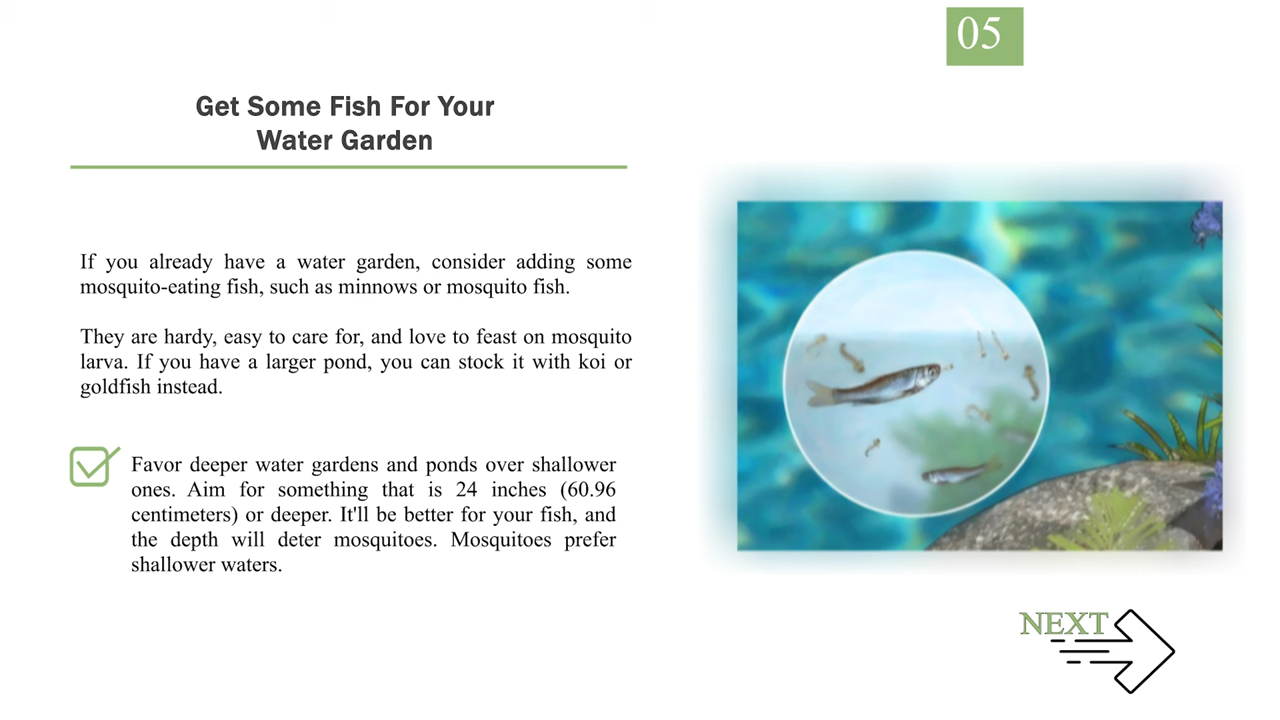 05
Get Some Fish For Your
Water Garden
If you already have a water garden, consider adding some
mosquito-eating fish, such as minnows or mosquito fish.
They are hardy, easy to care for, and love to feast on mosquito
larva. If you have a larger pond, you can stock it with koi or
goldfish instead.
Favor deeper water gardens and ponds over shallower
ones. Aim for something that is 24 inches (60.96
centimeters) or deeper. It'll be better for your fish, and
the depth will deter mosquitoes. Mosquitoes prefer
shallower waters.
NEXT